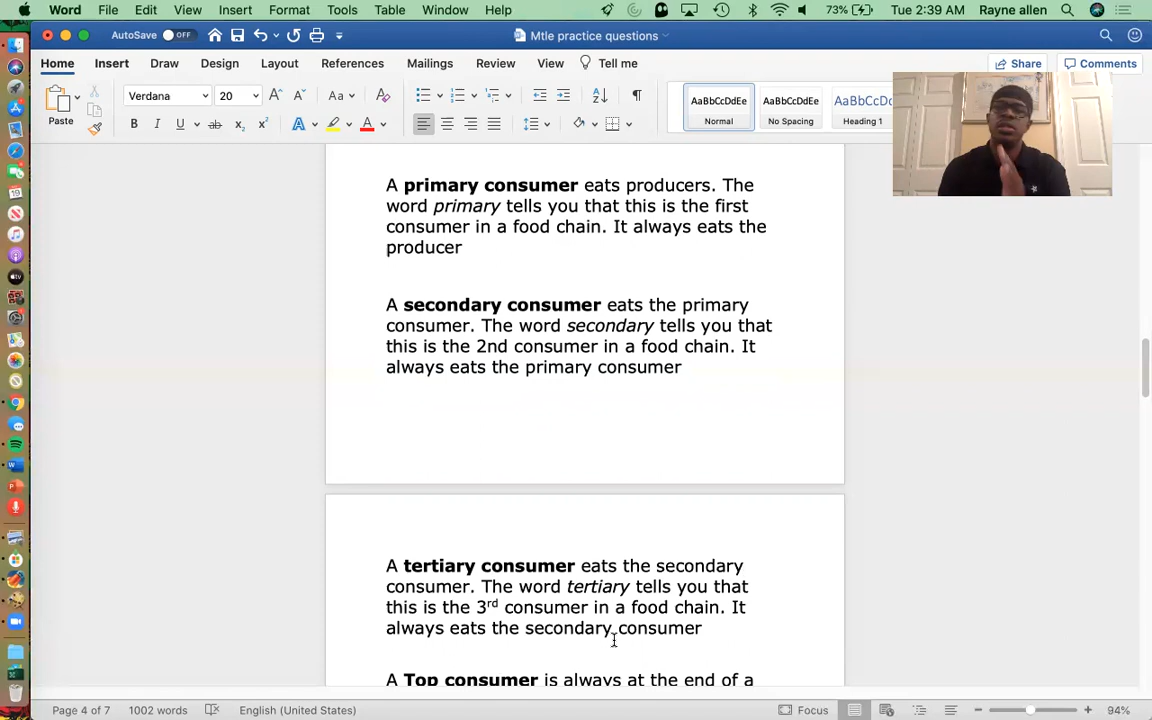 Word File Edit View Insert Format Tools Table Window Help 73% Tue 2:39 AM Rayne allen
AutoSave OFF Mtle practice questions
Home Insert Draw Design Layout References Mailings Review View Tell me Share Comments
Paste Verdana 20 Aa AaBbCcDdEe AaBbCcDdEe AaBbCcDc
B I U ab x₂ x² A A Normal No Spacing Heading 1
A primary consumer eats producers. The
word primary tells you that this is the first
consumer in a food chain. It always eats the
producer
A secondary consumer eats the primary
consumer. The word secondary tells you that
this is the 2nd consumer in a food chain. It
always eats the primary consumer
A tertiary consumer eats the secondary
consumer. The word tertiary tells you that
this is the 3rd consumer in a food chain. It
always eats the secondary consumer
A Top consumer is always at the end of a
Page 4 of 7 1002 words English (United States) Focus 94%